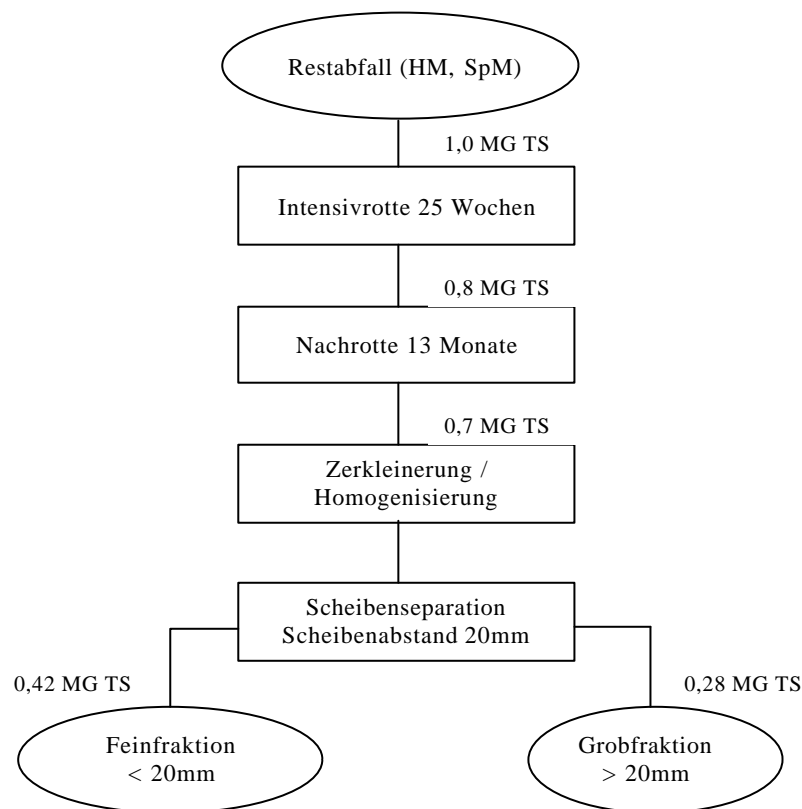 Restabfall (HM, SpM)
1,0 MG TS
Intensivrotte 25 Wochen
0,8 MG TS
Nachrotte 13 Monate
0,7 MG TS
Zerkleinerung /
Homogenisierung
Scheibenseparation
Scheibenabstand 20mm
0,42 MG TS
0,28 MG TS
Feinfraktion
< 20mm
Grobfraktion
> 20mm